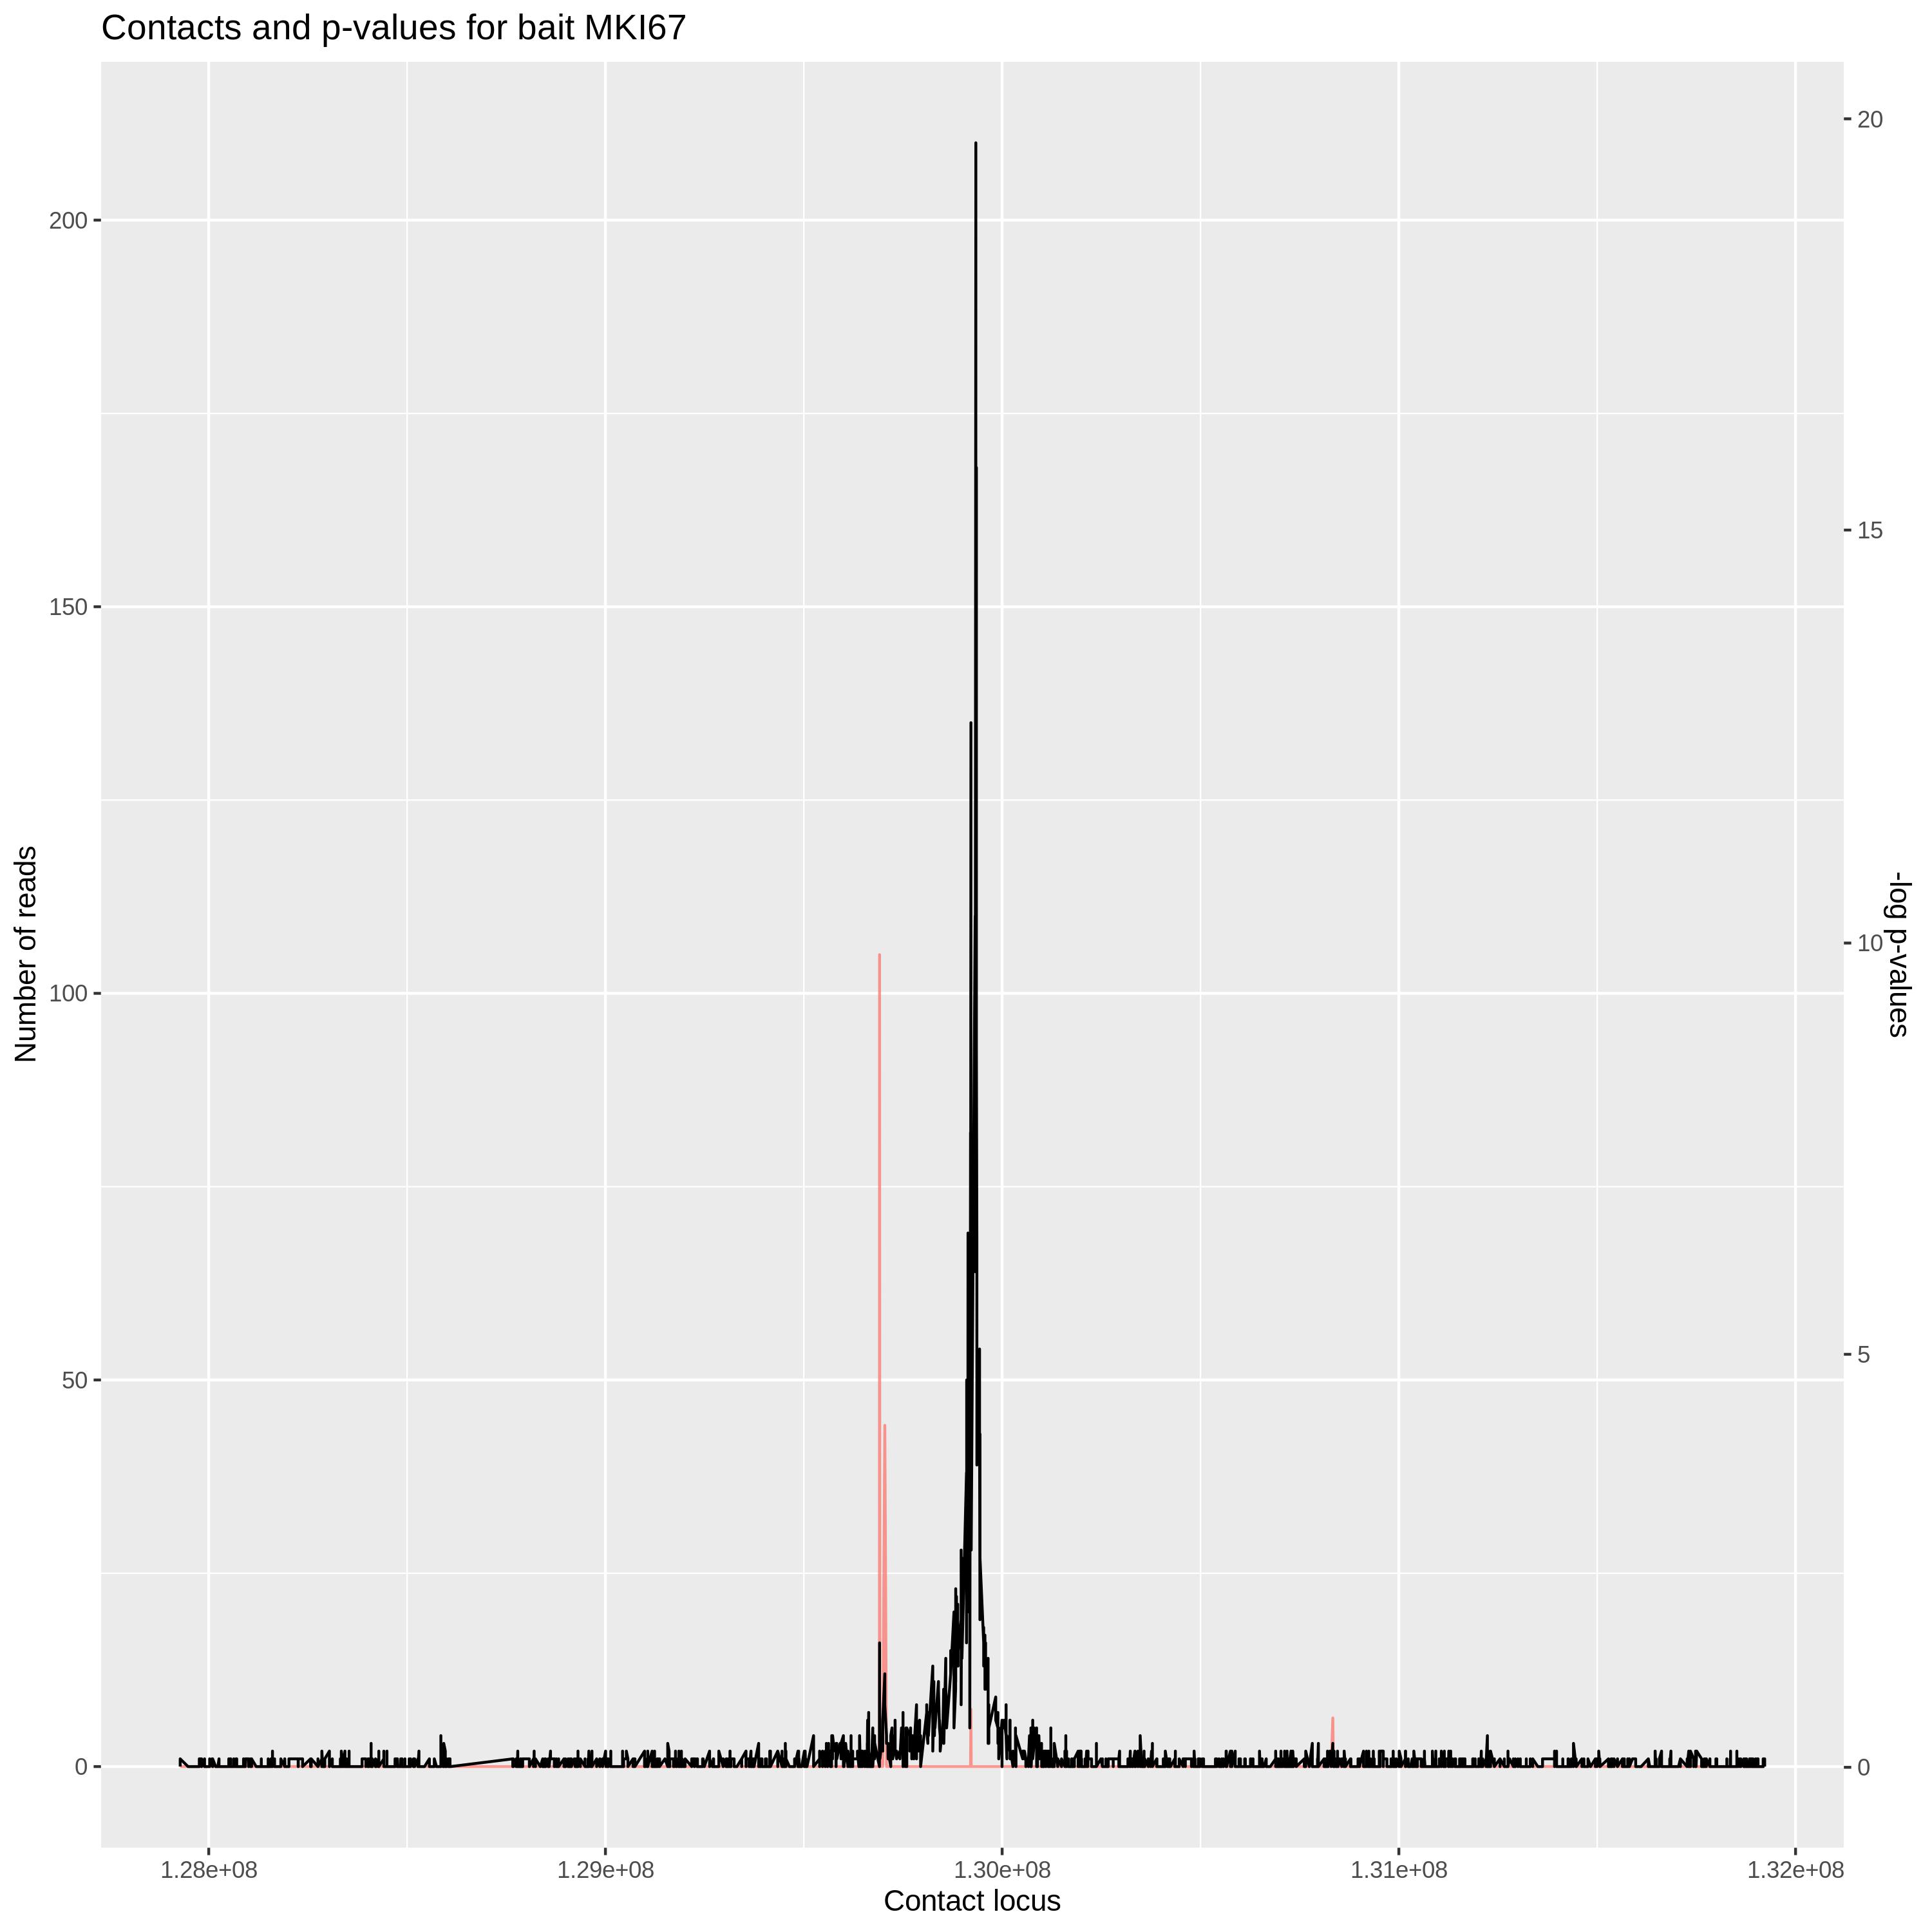 Contacts and p-values for bait MKI67
Number of reads
200
150
100
50
0
20
15
10
5
0
-log p-values
1.28e+08 1.29e+08 1.30e+08 1.31e+08 1.32e+08
Contact locus